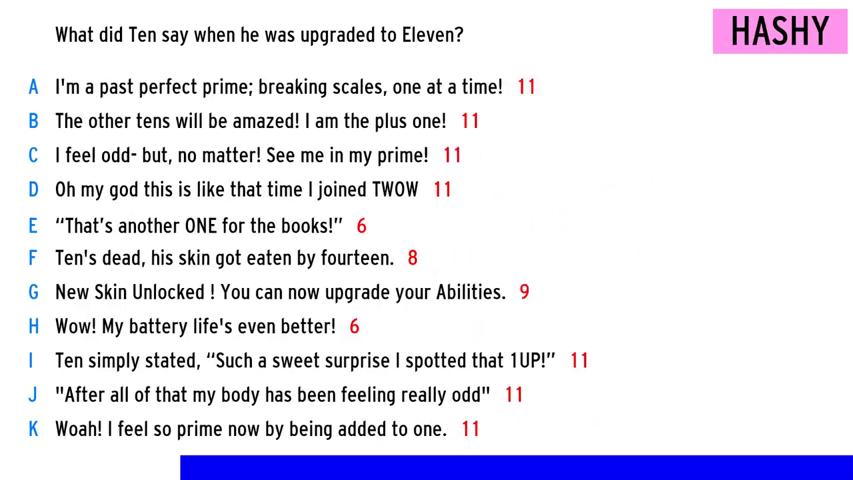 What did Ten say when he was upgraded to Eleven?
HASHY
A I'm a past perfect prime; breaking scales, one at a time! 11
B The other tens will be amazed! I am the plus one! 11
C I feel odd- but, no matter! See me in my prime! 11
D Oh my god this is like that time I joined TWOW 11
E “That’s another ONE for the books!” 6
F Ten's dead, his skin got eaten by fourteen. 8
G New Skin Unlocked ! You can now upgrade your Abilities. 9
H Wow! My battery life's even better! 6
I Ten simply stated, “Such a sweet surprise I spotted that 1UP!” 11
J "After all of that my body has been feeling really odd" 11
K Woah! I feel so prime now by being added to one. 11